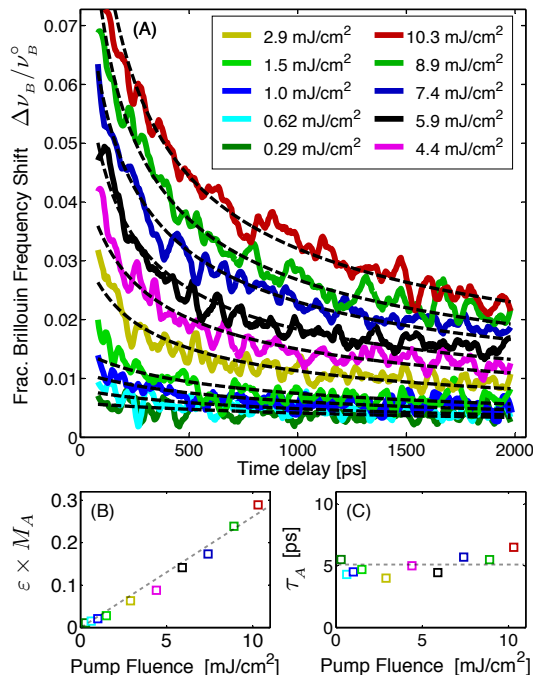 (A)
2.9 mJ/cm²
1.5 mJ/cm²
1.0 mJ/cm²
0.62 mJ/cm²
0.29 mJ/cm²
10.3 mJ/cm²
8.9 mJ/cm²
7.4 mJ/cm²
5.9 mJ/cm²
4.4 mJ/cm²
Frac. Brillouin Frequency Shift Δν_B/ν_B°
0.07
0.06
0.05
0.04
0.03
0.02
0.01
0
0 500 1000 1500 2000
Time delay [ps]
(B)
ε × M_A
0.3
0.2
0.1
0
0 5 10
Pump Fluence [mJ/cm²]
(C)
τ_A [ps]
10
5
0
0 5 10
Pump Fluence [mJ/cm²]